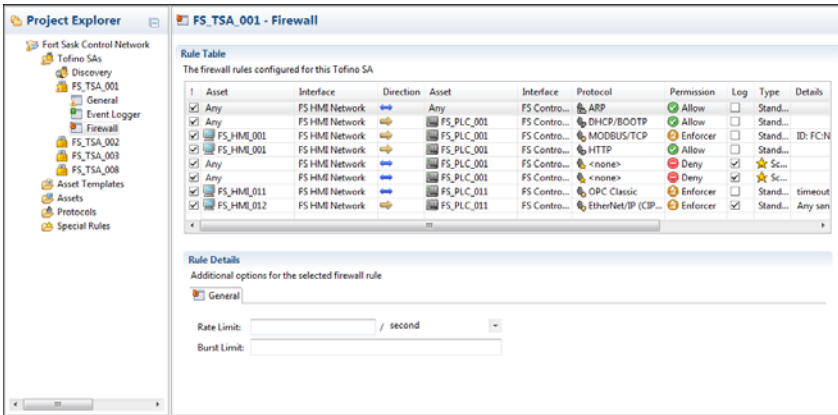 Project Explorer
Fort Sask Control Network
Tofino SAs
Discovery
FS_TSA_001
General
Event Logger
Firewall
FS_TSA_002
FS_TSA_003
FS_TSA_008
Asset Templates
Assets
Protocols
Special Rules
FS_TSA_001 - Firewall
Rule Table
The firewall rules configured for this Tofino SA
! Asset Interface Direction Asset Interface Protocol Permission Log Type Details
Any FS HMI Network Any FS Contro... ARP Allow Stand...
Any FS HMI Network FS_PLC_001 FS Contro... DHCP/BOOTP Allow Stand...
FS_HMI_001 FS HMI Network FS_PLC_001 FS Contro... MODBUS/TCP Enforcer Stand... ID: FC:N
FS_HMI_001 FS HMI Network FS_PLC_001 FS Contro... HTTP Allow Stand...
Any FS HMI Network FS_PLC_001 FS Contro... <none> Deny Sc...
Any FS HMI Network FS_PLC_001 FS Contro... <none> Deny Sc...
FS_HMI_011 FS HMI Network FS_PLC_011 FS Contro... OPC Classic Enforcer Stand... timeout
FS_HMI_012 FS HMI Network FS_PLC_011 FS Contro... EtherNet/IP (CIP... Enforcer Stand... Any san
Rule Details
Additional options for the selected firewall rule
General
Rate Limit: / second
Burst Limit: